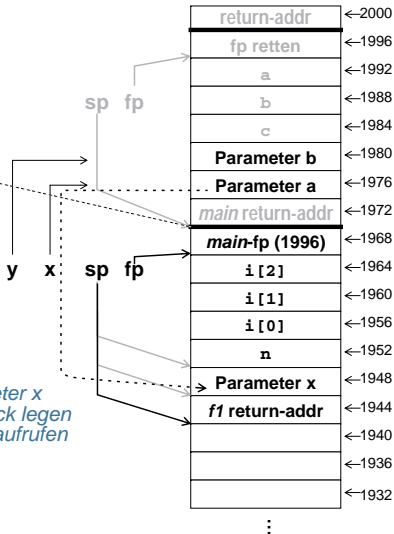 return-addr
2000
fp retten
1996
a
1992
sp fp
b
1988
c
1984
Parameter b
1980
Parameter a
1976
main return-addr
1972
main-fp (1996)
1968
y x sp fp
i[2]
1964
i[1]
1960
i[0]
1956
n
1952
Parameter x
1948
eter x
f1 return-addr
1944
ck legen
aufrufen
1940
1936
1932
...